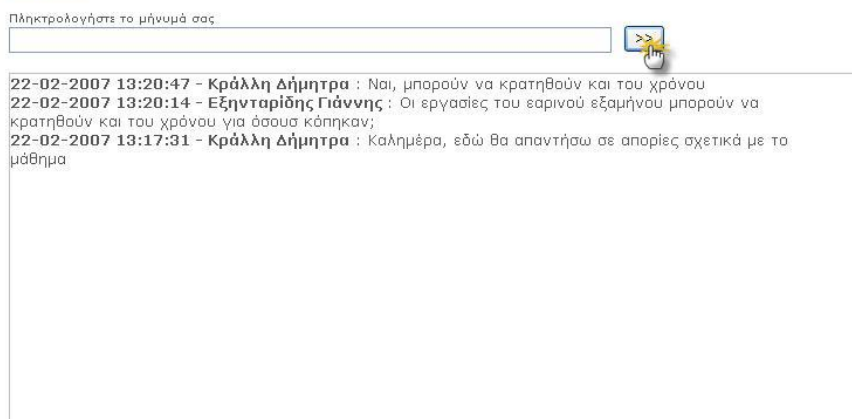 Πληκτρολογήστε το μήνυμά σας
>>
22-02-2007 13:20:47 - Κράλλη Δήμητρα : Ναι, μπορούν να κρατηθούν και του χρόνου
22-02-2007 13:20:14 - Εξηνταρίδης Γιάννης : Οι εργασίες του εαρινού εξαμήνου μπορούν να
κρατηθούν και του χρόνου για όσουσ κόπηκαν;
22-02-2007 13:17:31 - Κράλλη Δήμητρα : Καλημέρα, εδώ θα απαντήσω σε απορίες σχετικά με το
μάθημα